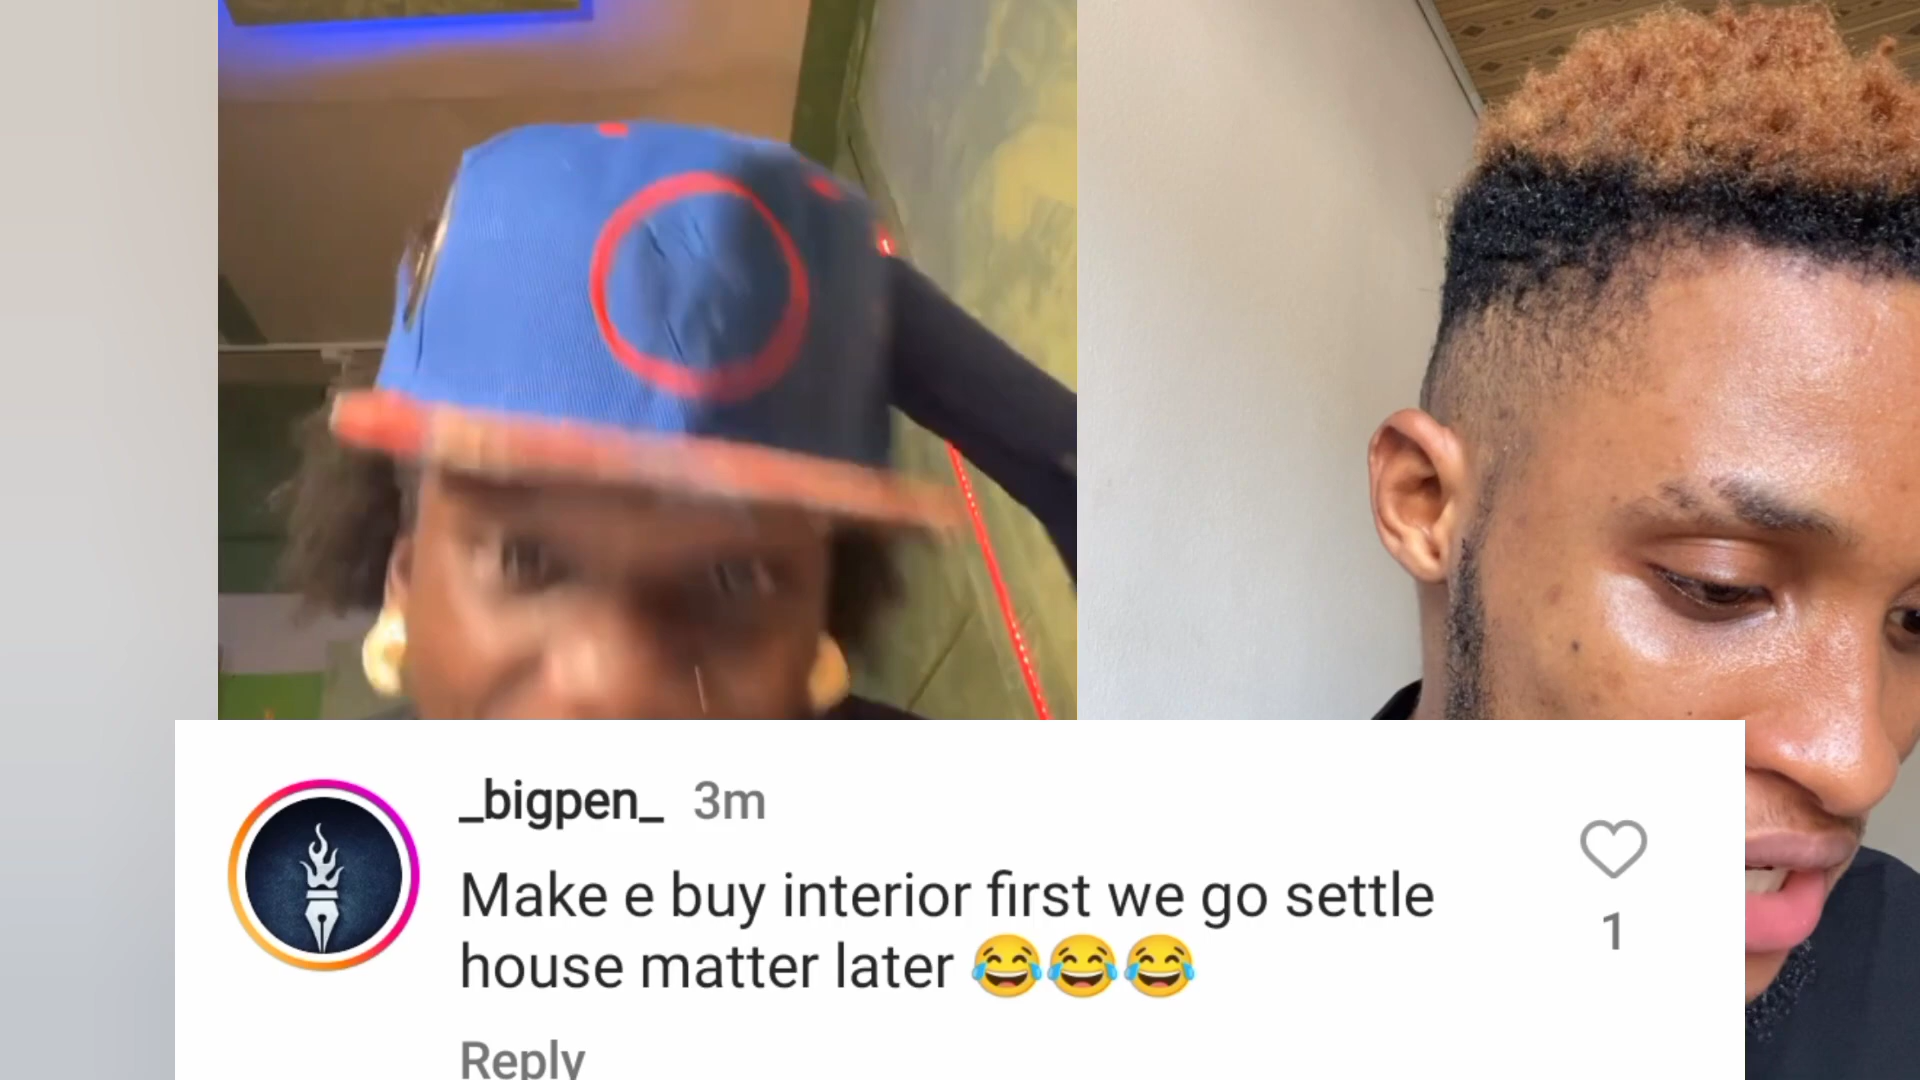 _bigpen_ 3m
Make e buy interior first we go settle
house matter later 😂😂😂
1
Reply